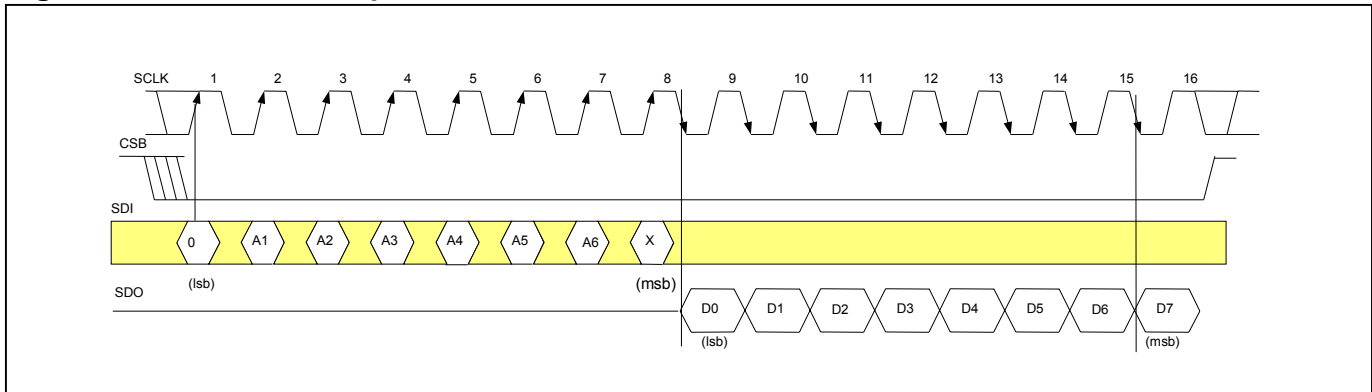 SCLK 1 2 3 4 5 6 7 8 9 10 11 12 13 14 15 16
CSB
SDI
0 A1 A2 A3 A4 A5 A6 X
(lsb) (msb)
SDO
D0 D1 D2 D3 D4 D5 D6 D7
(lsb) (msb)